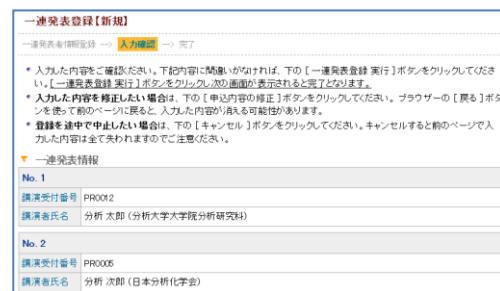 一連発表登録【新規】
一連発表者情報登録 --> 入力確認 --> 完了
* 入力した内容をご確認ください。下記内容に間違いがなければ、下の [ 一連発表登録 実行 ] ボタンをクリックしてくださ
い。[ 一連発表登録 実行 ] ボタンをクリックし次の画面が表示されると完了となります。
* 入力した内容を修正したい場合は、下の [ 申込内容の修正 ] ボタンをクリックしてください。ブラウザーの [ 戻る ] ボタ
ンを使って前のページに戻ると、入力した内容が消える可能性があります。
* 登録を途中で中止したい場合は、下の [ キャンセル ] ボタンをクリックしてください。キャンセルすると前のページで入
力した内容は全て失われますのでご注意ください。
▼ 一連発表情報
No. 1
講演受付番号 PR0012
講演者氏名 分析 太郎 (分析大学大学院分析研究科)
No. 2
講演受付番号 PR0005
講演者氏名 分析 次郎 (日本分析化学会)